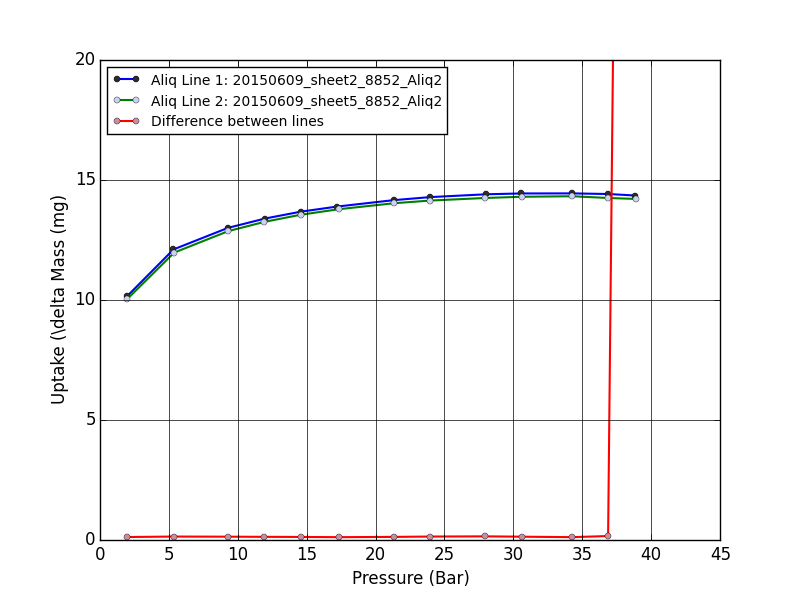 20
15
10
5
0
Uptake (\delta Mass (mg)
Aliq Line 1: 20150609_sheet2_8852_Aliq2
Aliq Line 2: 20150609_sheet5_8852_Aliq2
Difference between lines
0 5 10 15 20 25 30 35 40 45
Pressure (Bar)